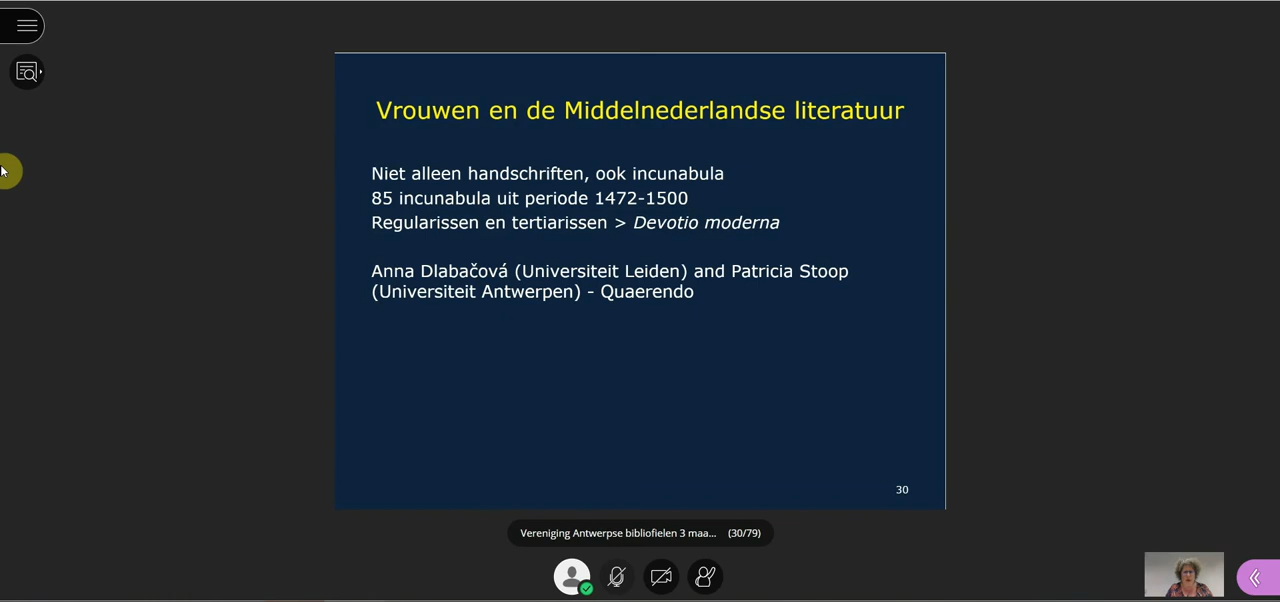 Vrouwen en de Middelnederlandse literatuur
Niet alleen handschriften, ook incunabula
85 incunabula uit periode 1472-1500
Regularissen en tertiarissen > Devotio moderna
Anna Dlabačová (Universiteit Leiden) and Patricia Stoop
(Universiteit Antwerpen) - Quaerendo
30
Vereniging Antwerpse bibliofielen 3 maa... (30/79)